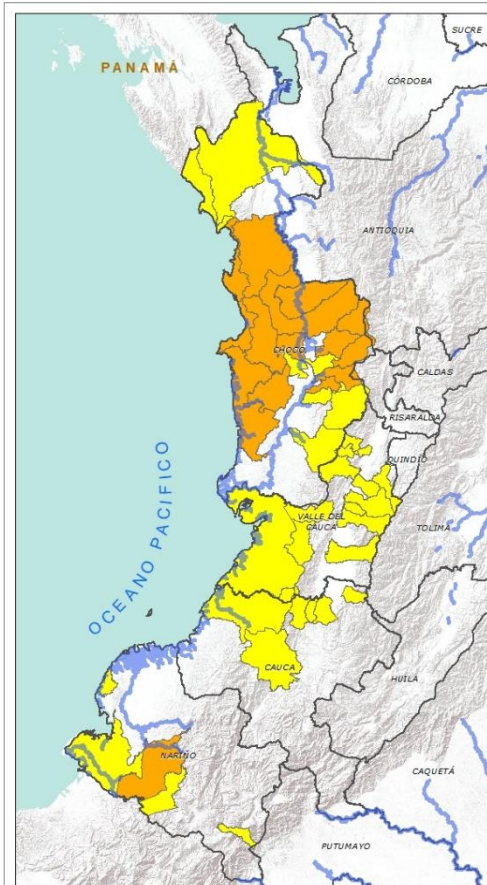 SUCRE
PANAMÁ
CÓRDOBA
ANTIOQUIA
CHOCÓ
CALDAS
RISARALDA
QUINDÍO
VALLE DEL
CAUCA
TOLIMA
OCEANO PACIFICO
CAUCA
HUILA
NARIÑO
CAQUETÁ
PUTUMAYO